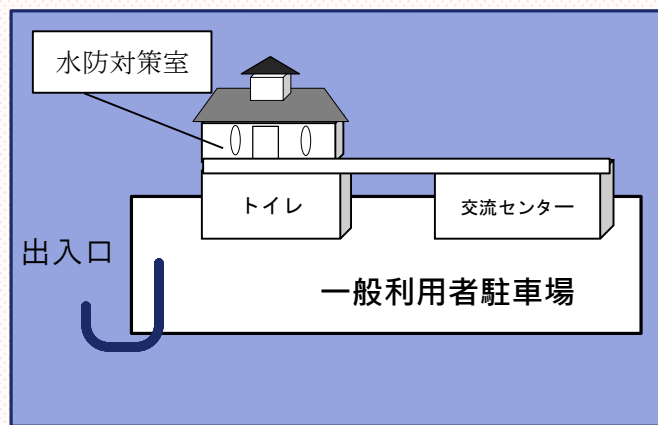 水防対策室
トイレ
交流センター
出入口
一般利用者駐車場